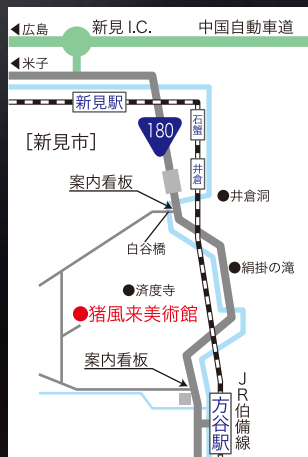 ◀広島
新見I.C.
中国自動車道
◀米子
新見駅
石蟹
180
[新見市]
井倉
案内看板
●井倉洞
白谷橋
●絹掛の滝
●済度寺
●猪風来美術館
案内看板
JR伯備線
方谷駅